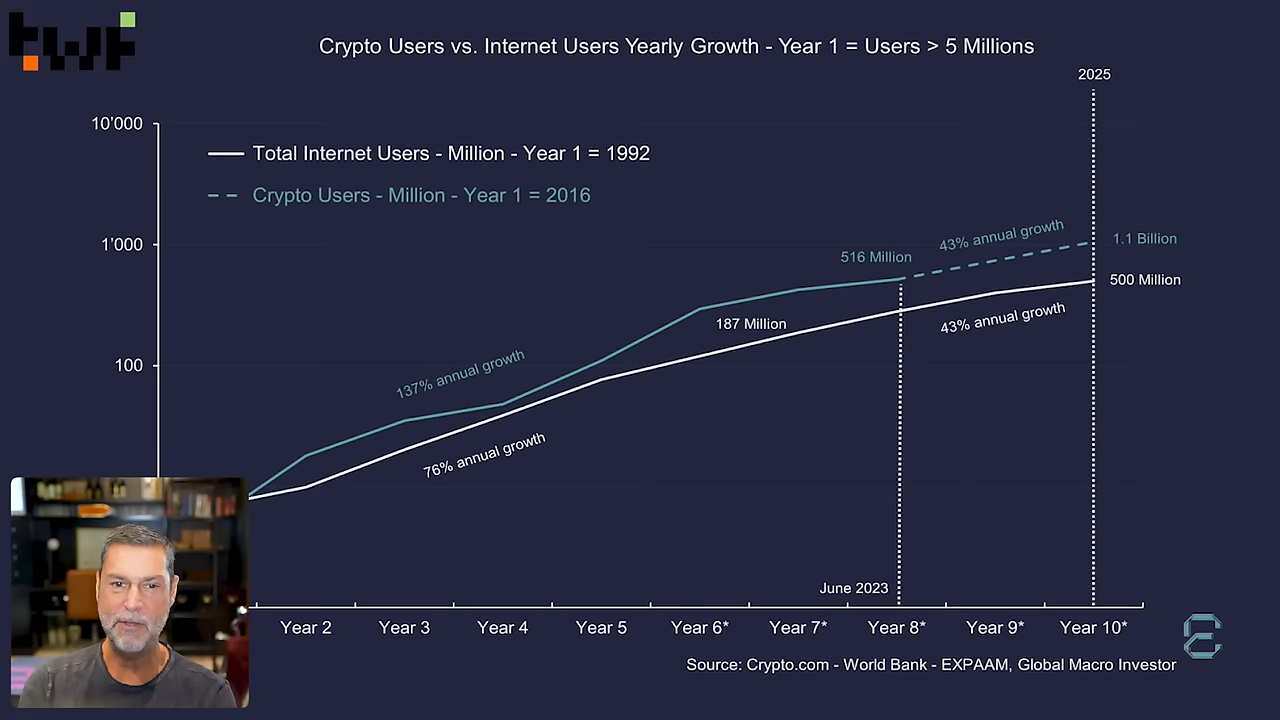 twf
Crypto Users vs. Internet Users Yearly Growth - Year 1 = Users > 5 Millions
2025
10'000
Total Internet Users - Million - Year 1 = 1992
Crypto Users - Million - Year 1 = 2016
1'000
43% annual growth
1.1 Billion
516 Million
500 Million
187 Million
43% annual growth
100
137% annual growth
76% annual growth
June 2023
Year 2
Year 3
Year 4
Year 5
Year 6*
Year 7*
Year 8*
Year 9*
Year 10*
Source: Crypto.com - World Bank - EXPAAM, Global Macro Investor